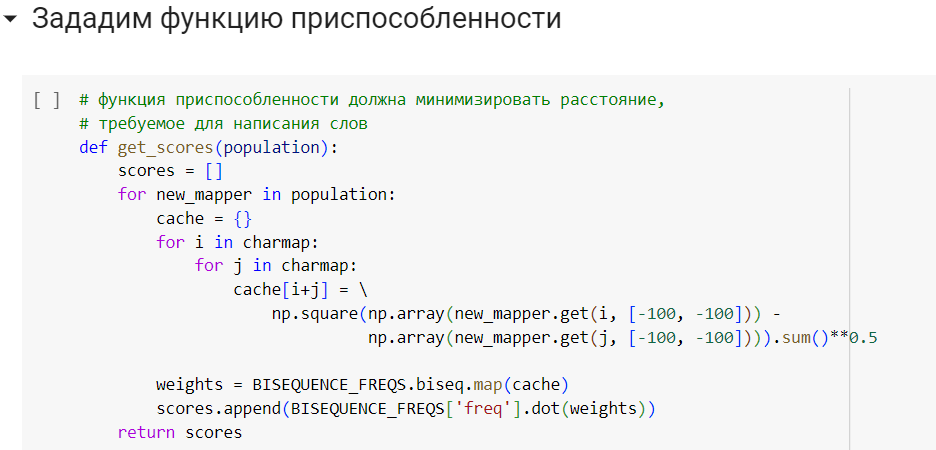 Зададим функцию приспособленности
[ ] # функция приспособленности должна минимизировать расстояние,
# требуемое для написания слов
def get_scores(population):
    scores = []
    for new_mapper in population:
        cache = {}
        for i in charmap:
            for j in charmap:
                cache[i+j] = \
                    np.square(np.array(new_mapper.get(i, [-100, -100])) -
                              np.array(new_mapper.get(j, [-100, -100]))).sum()**0.5
        weights = BISEQUENCE_FREQS.biseq.map(cache)
        scores.append(BISEQUENCE_FREQS['freq'].dot(weights))
    return scores